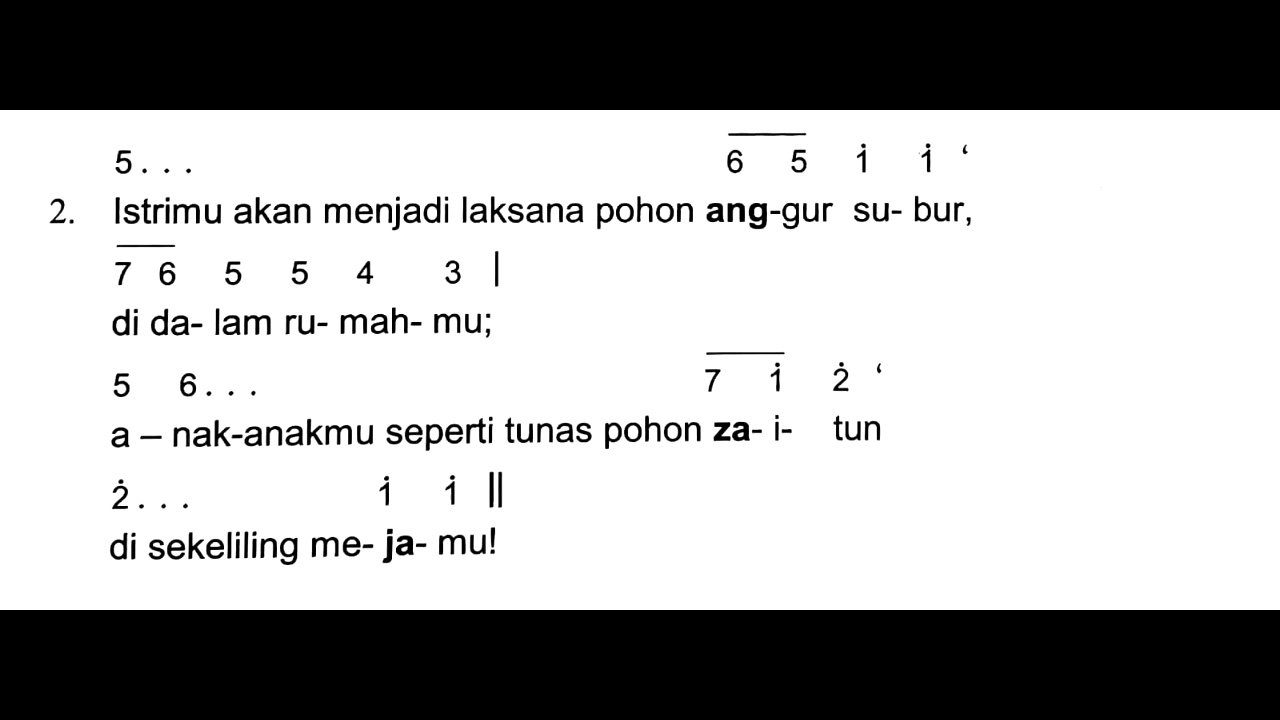 5 . . . 6 5 1̇ 1̇ ‘
2. Istrimu akan menjadi laksana pohon ang-gur su- bur,
7 6 5 5 4 3 |
di da- lam ru- mah- mu;
5 6 . . . 7 1̇ 2̇ ‘
a – nak-anakmu seperti tunas pohon za- i- tun
2̇ . . . 1̇ 1̇ ||
di sekeliling me- ja- mu!